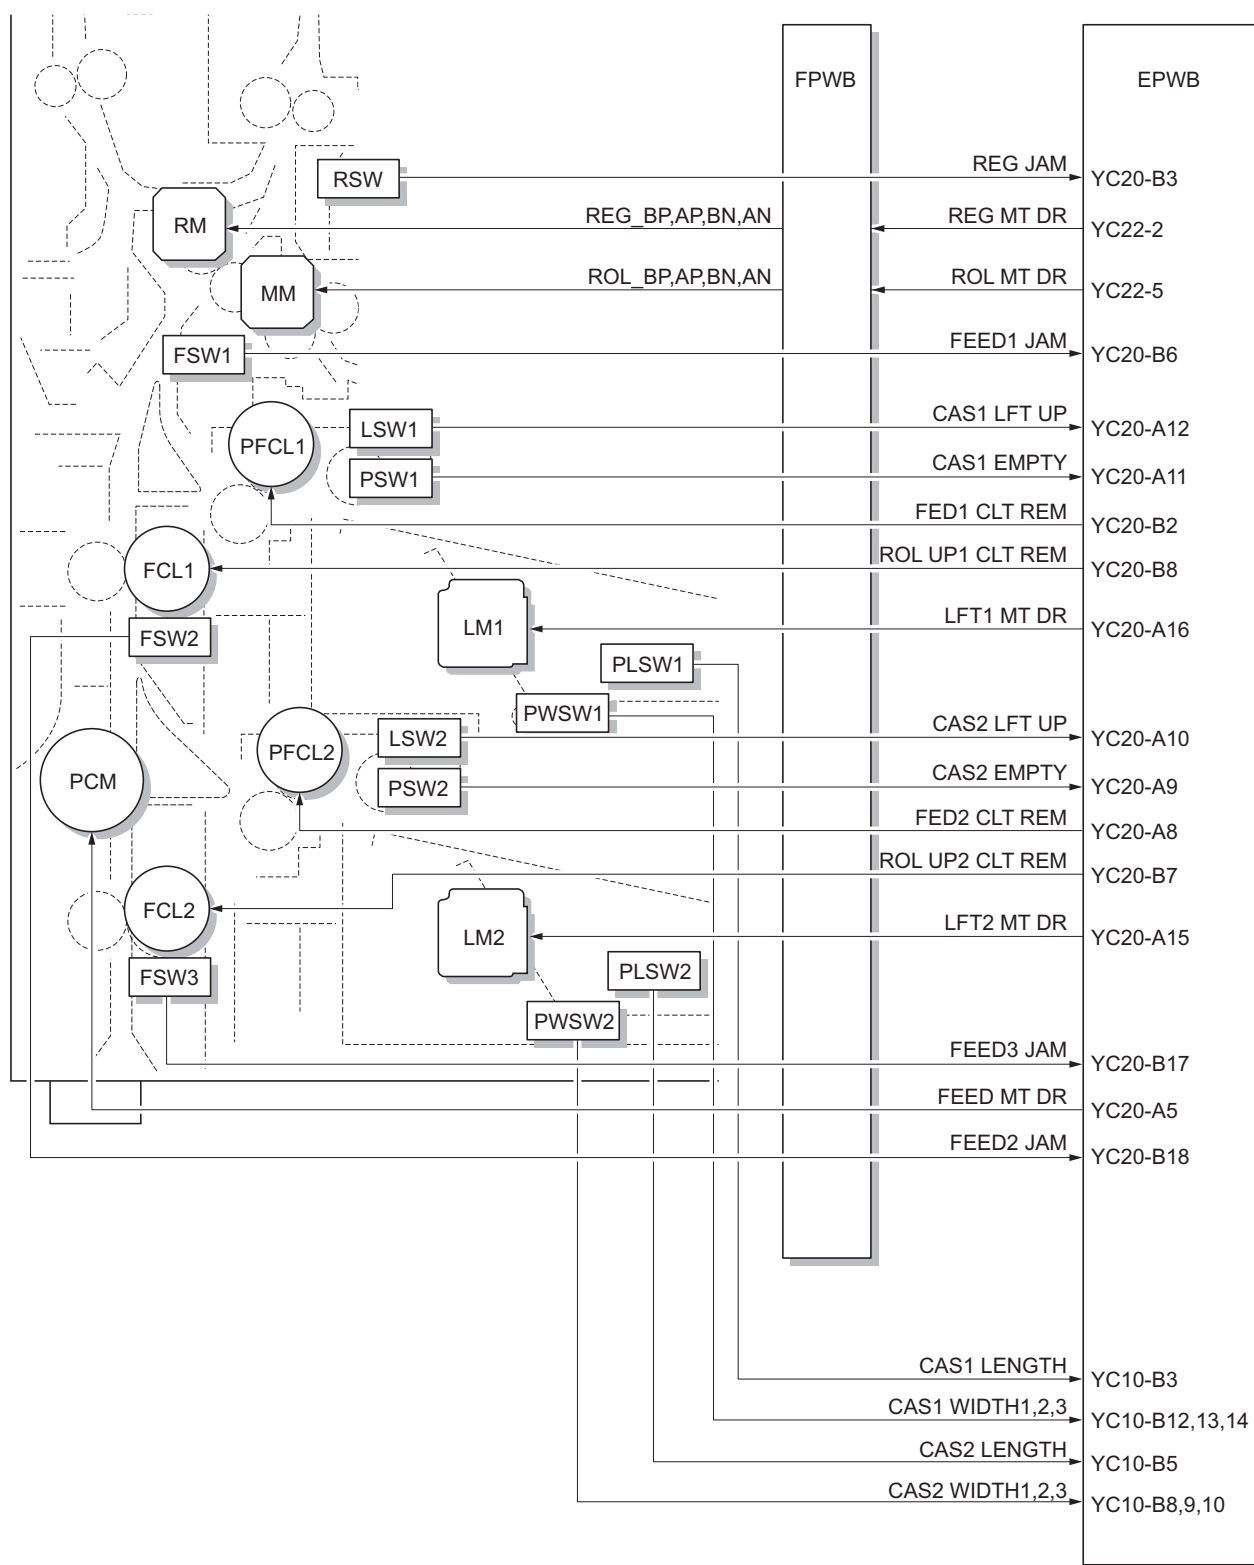 FPWB
EPWB
RSW
REG JAM
YC20-B3
RM
REG_BP,AP,BN,AN
REG MT DR
YC22-2
MM
ROL_BP,AP,BN,AN
ROL MT DR
YC22-5
FSW1
FEED1 JAM
YC20-B6
PFCL1
LSW1
CAS1 LFT UP
YC20-A12
PSW1
CAS1 EMPTY
YC20-A11
FED1 CLT REM
YC20-B2
FCL1
ROL UP1 CLT REM
YC20-B8
FSW2
LM1
LFT1 MT DR
YC20-A16
PLSW1
PWSW1
PFCL2
LSW2
CAS2 LFT UP
YC20-A10
PCM
PSW2
CAS2 EMPTY
YC20-A9
FED2 CLT REM
YC20-A8
ROL UP2 CLT REM
YC20-B7
FCL2
LM2
LFT2 MT DR
YC20-A15
FSW3
PLSW2
PWSW2
FEED3 JAM
YC20-B17
FEED MT DR
YC20-A5
FEED2 JAM
YC20-B18
CAS1 LENGTH
YC10-B3
CAS1 WIDTH1,2,3
YC10-B12,13,14
CAS2 LENGTH
YC10-B5
CAS2 WIDTH1,2,3
YC10-B8,9,10